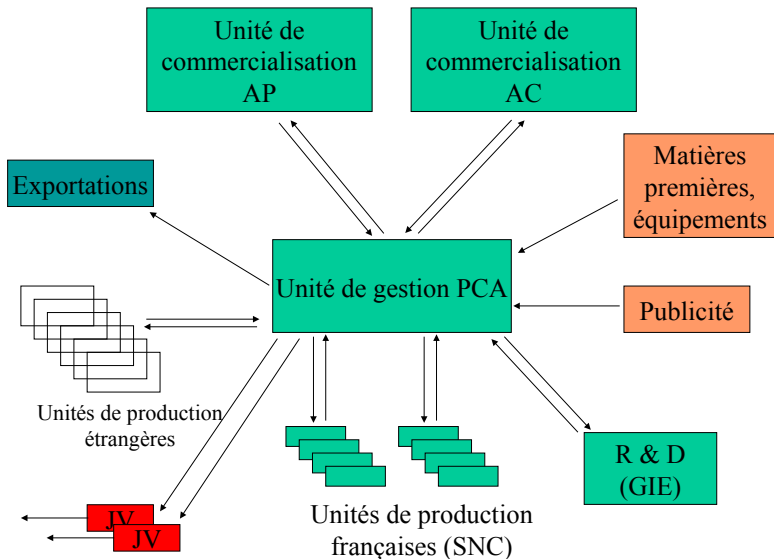 Unité de
commercialisation
AP
Unité de
commercialisation
AC
Exportations
Matières
premières,
équipements
Unité de gestion PCA
Publicité
Unités de production
étrangères
R & D
(GIE)
JV
JV
Unités de production
françaises (SNC)